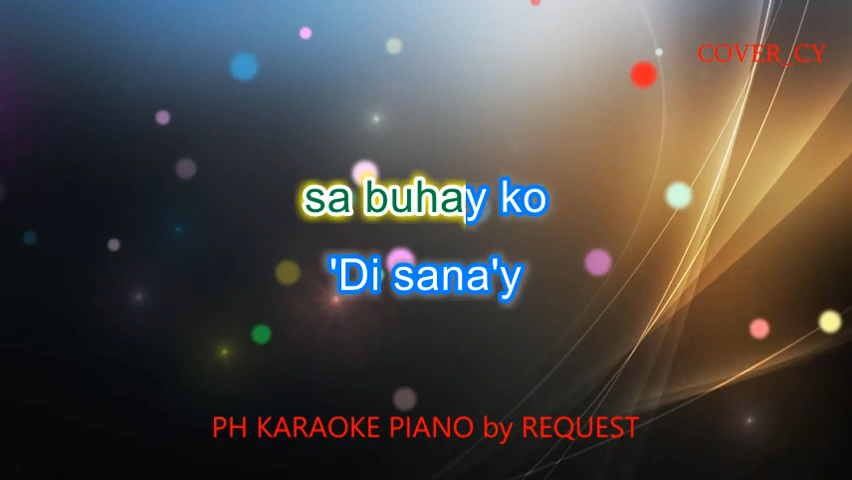 COVER_CY
sa buhay ko
'Di sana'y
PH KARAOKE PIANO by REQUEST